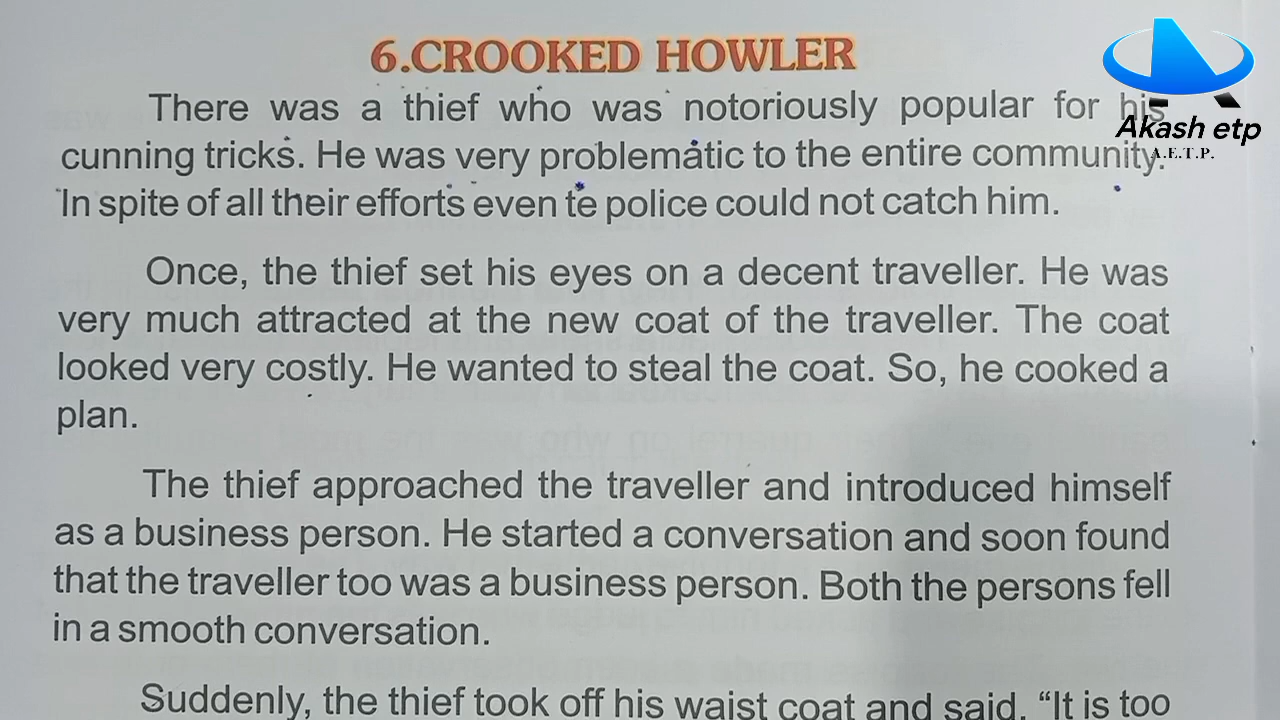 6.CROOKED HOWLER
There was a thief who was notoriously popular for his
cunning tricks. He was very problematic to the entire community.
In spite of all their efforts even te police could not catch him.
Once, the thief set his eyes on a decent traveller. He was
very much attracted at the new coat of the traveller. The coat
looked very costly. He wanted to steal the coat. So, he cooked a
plan.
The thief approached the traveller and introduced himself
as a business person. He started a conversation and soon found
that the traveller too was a business person. Both the persons fell
in a smooth conversation.
Suddenly, the thief took off his waist coat and said. “It is too
Akash etp
A.E.T.P.